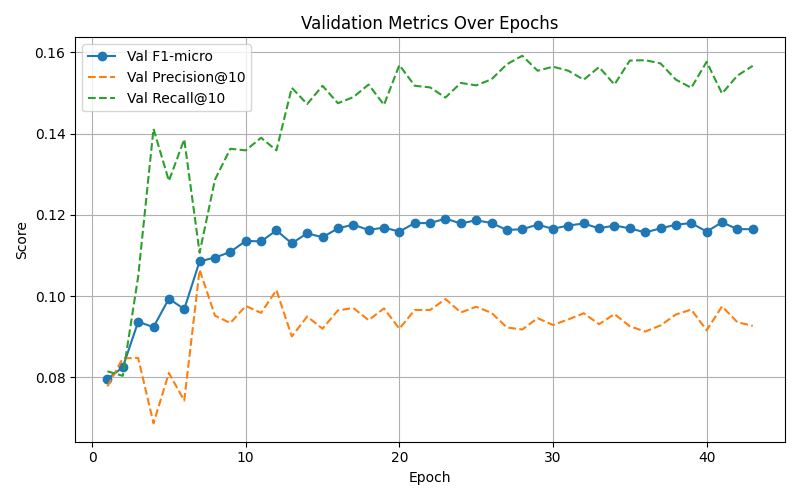 Validation Metrics Over Epochs
0.16
0.14
0.12
0.10
0.08
Score
Val F1-micro
Val Precision@10
Val Recall@10
0
10
20
30
40
Epoch